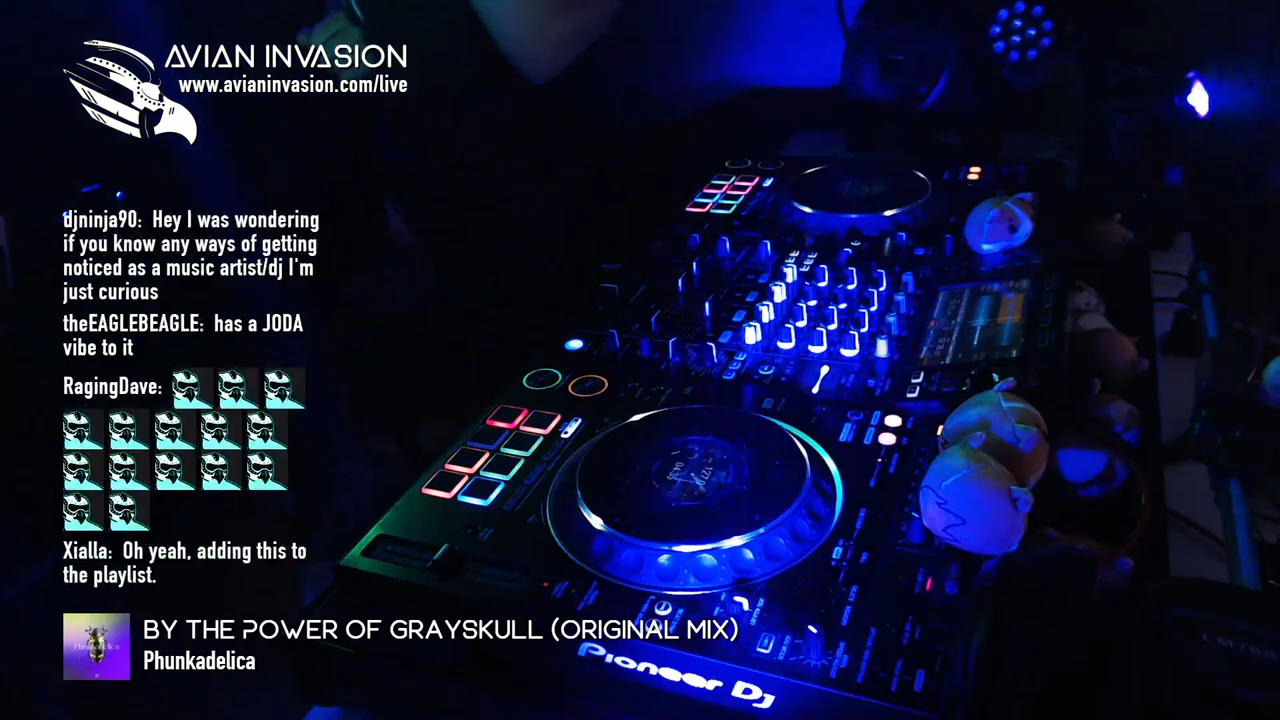 AVIAN INVASION
www.avianinvasion.com/live
djninja90: Hey I was wondering
if you know any ways of getting
noticed as a music artist/dj I'm
just curious
theEAGLEBEAGLE: has a JODA
vibe to it
RagingDave:
Xialla: Oh yeah, adding this to
the playlist.
BY THE POWER OF GRAYSKULL (ORIGINAL MIX)
Phunkadelica
Phunkadelica
Pioneer Dj